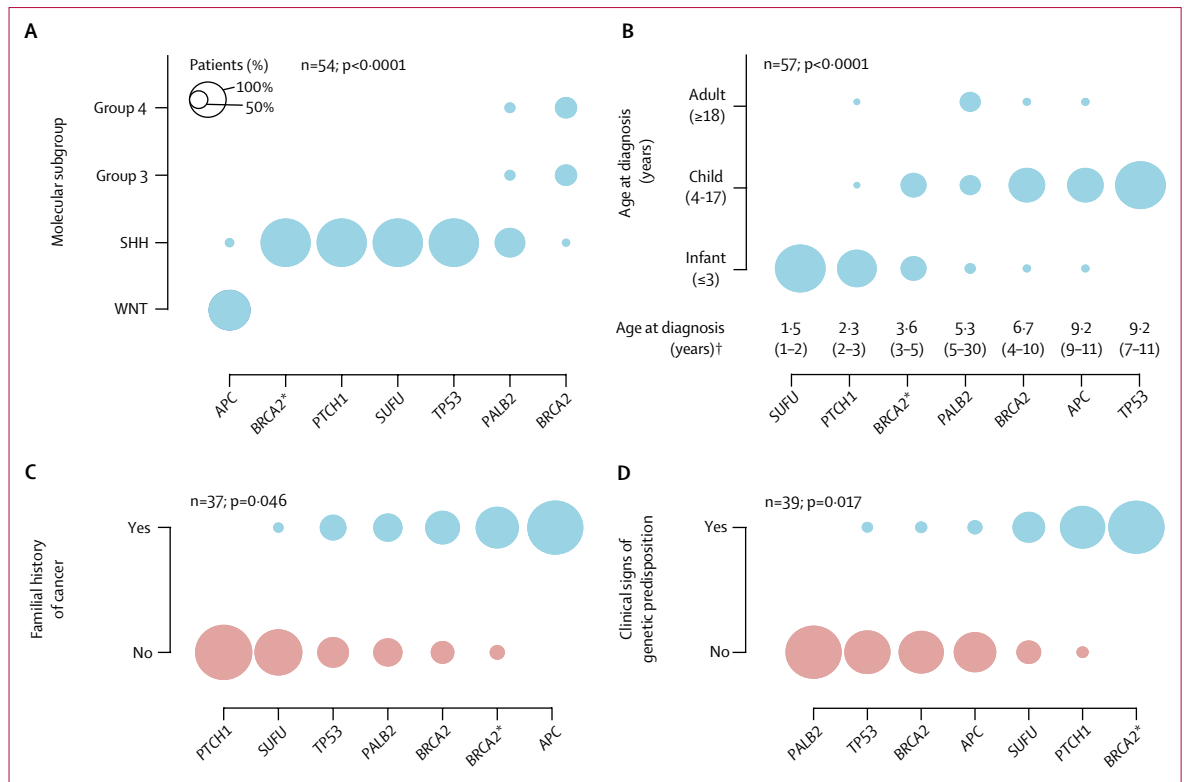 A
Patients (%)
100%
50%
n=54; p<0·0001
Molecular subgroup
Group 4
Group 3
SHH
WNT
APC
BRCA2*
PTCH1
SUFU
TP53
PALB2
BRCA2
B
n=57; p<0·0001
Age at diagnosis
(years)
Adult
(≥18)
Child
(4-17)
Infant
(≤3)
Age at diagnosis 1·5 2·3 3·6 5·3 6·7 9·2 9·2
(years)† (1–2) (2–3) (3–5) (5–30) (4–10) (9–11) (7–11)
SUFU
PTCH1
BRCA2*
PALB2
BRCA2
APC
TP53
C
n=37; p=0·046
Familial history
of cancer
Yes
No
PTCH1
SUFU
TP53
PALB2
BRCA2
BRCA2*
APC
D
n=39; p=0·017
Clinical signs of
genetic predisposition
Yes
No
PALB2
TP53
BRCA2
APC
SUFU
PTCH1
BRCA2*